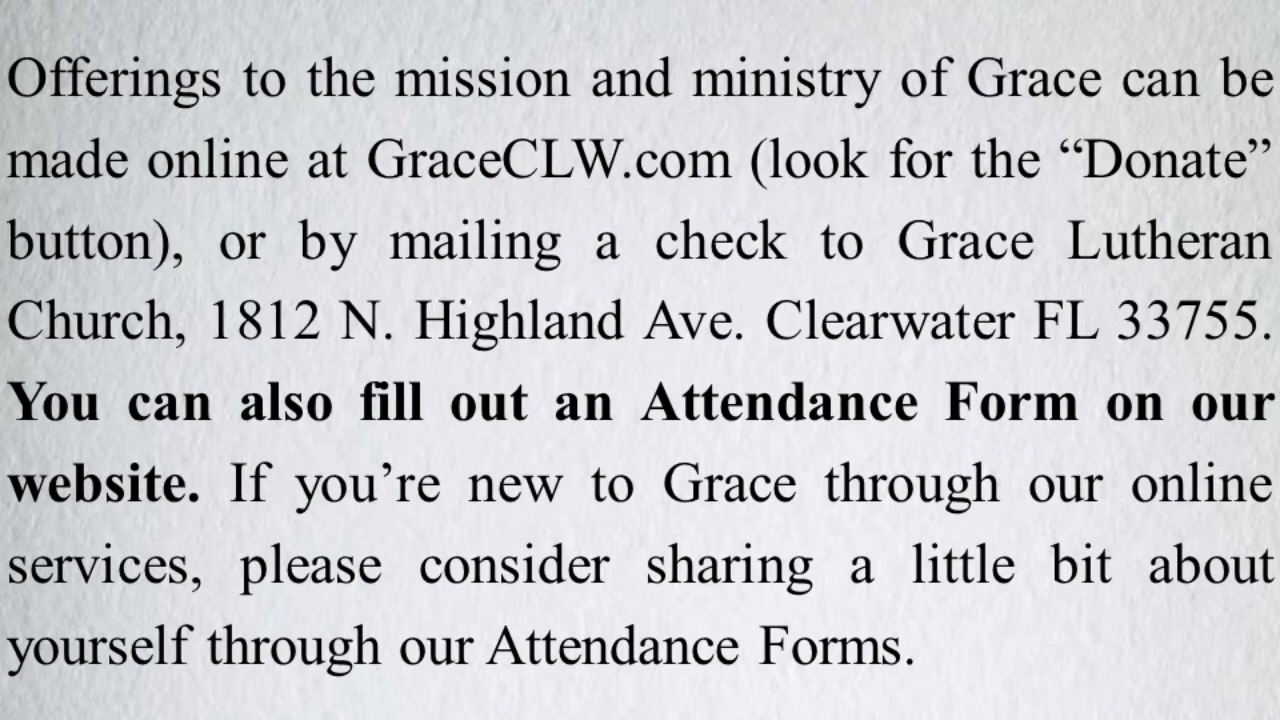 Offerings to the mission and ministry of Grace can be
made online at GraceCLW.com (look for the “Donate”
button), or by mailing a check to Grace Lutheran
Church, 1812 N. Highland Ave. Clearwater FL 33755.
You can also fill out an Attendance Form on our
website. If you’re new to Grace through our online
services, please consider sharing a little bit about
yourself through our Attendance Forms.